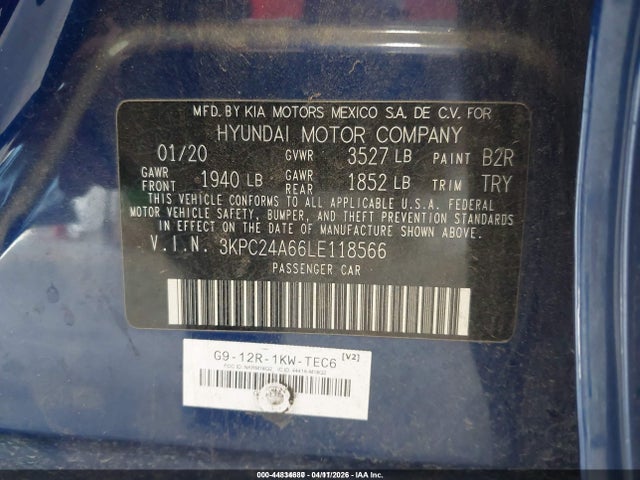 MFD. BY KIA MOTORS MEXICO S.A. DE C.V. FOR
HYUNDAI MOTOR COMPANY
01/20 GVWR 3527 LB PAINT B2R
GAWR FRONT 1940 LB GAWR REAR 1852 LB TRIM TRY
THIS VEHICLE CONFORMS TO ALL APPLICABLE U.S.A. FEDERAL
MOTOR VEHICLE SAFETY, BUMPER, AND THEFT PREVENTION STANDARDS
IN EFFECT ON THE DATE OF MANUFACTURE SHOWN ABOVE.
V.I.N. 3KPC24A66LE118566
PASSENGER CAR
G9-12R-1KW-TEC6 [V2]
04/11/2026 - IAA Inc.